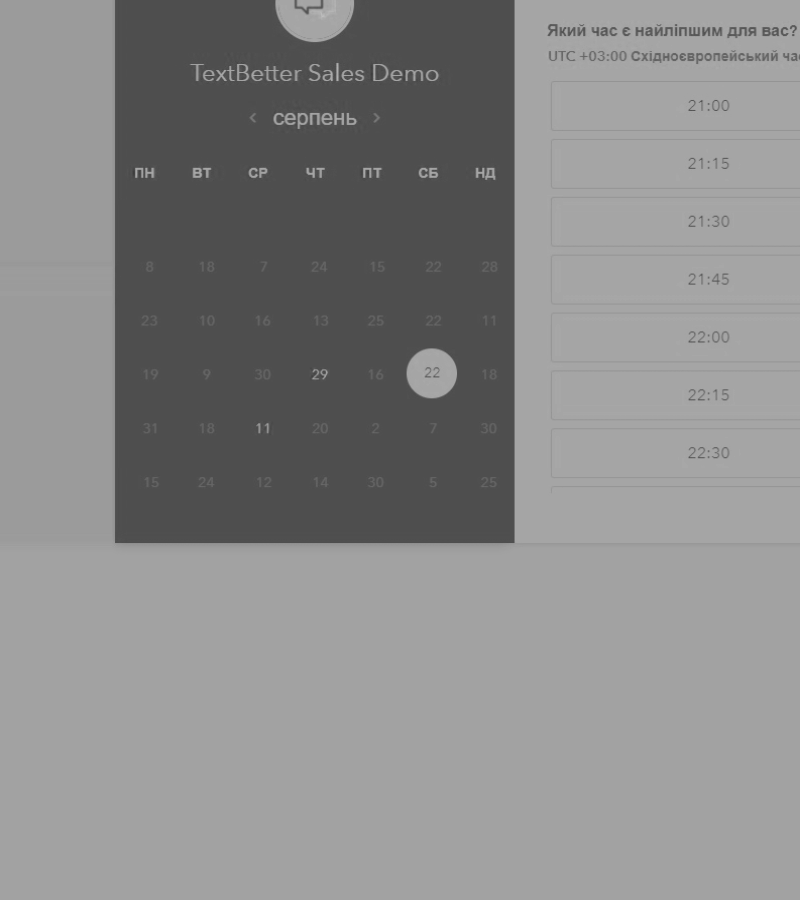 TextBetter Sales Demo
‹ серпень ›
ПН ВТ СР ЧТ ПТ СБ НД
8 18 7 24 15 22 28
23 10 16 13 25 22 11
19 9 30 29 16 22 18
31 18 11 20 2 7 30
15 24 12 14 30 5 25
Який час є найліпшим для вас?
UTC +03:00 Східноєвропейський
21:00
21:15
21:30
21:45
22:00
22:15
22:30